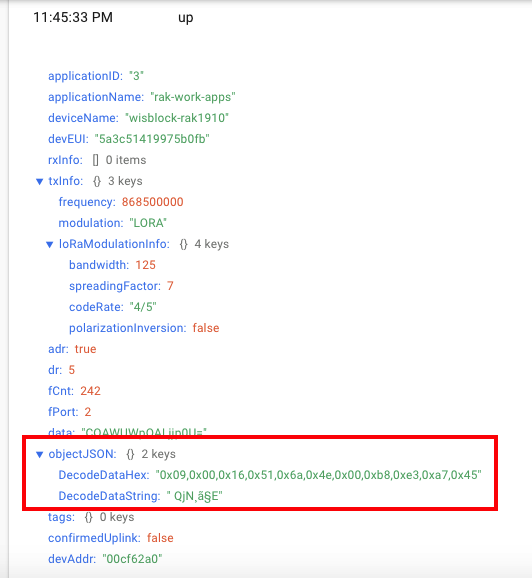 11:45:33 PM up
applicationID: "3"
applicationName: "rak-work-apps"
deviceName: "wisblock-rak1910"
devEUI: "5a3c51419975b0fb"
rxInfo: [] 0 items
▼ txInfo: {} 3 keys
frequency: 868500000
modulation: "LORA"
▼ loRaModulationInfo: {} 4 keys
bandwidth: 125
spreadingFactor: 7
codeRate: "4/5"
polarizationInversion: false
adr: true
dr: 5
fCnt: 242
fPort: 2
data:
▼ objectJSON: {} 2 keys
DecodeDataHex: "0x09,0x00,0x16,0x51,0x6a,0x4e,0x00,0xb8,0xe3,0xa7,0x45"
DecodeDataString: " QjN¸ã§E"
tags: {} 0 keys
confirmedUplink: false
devAddr: "00cf62a0"